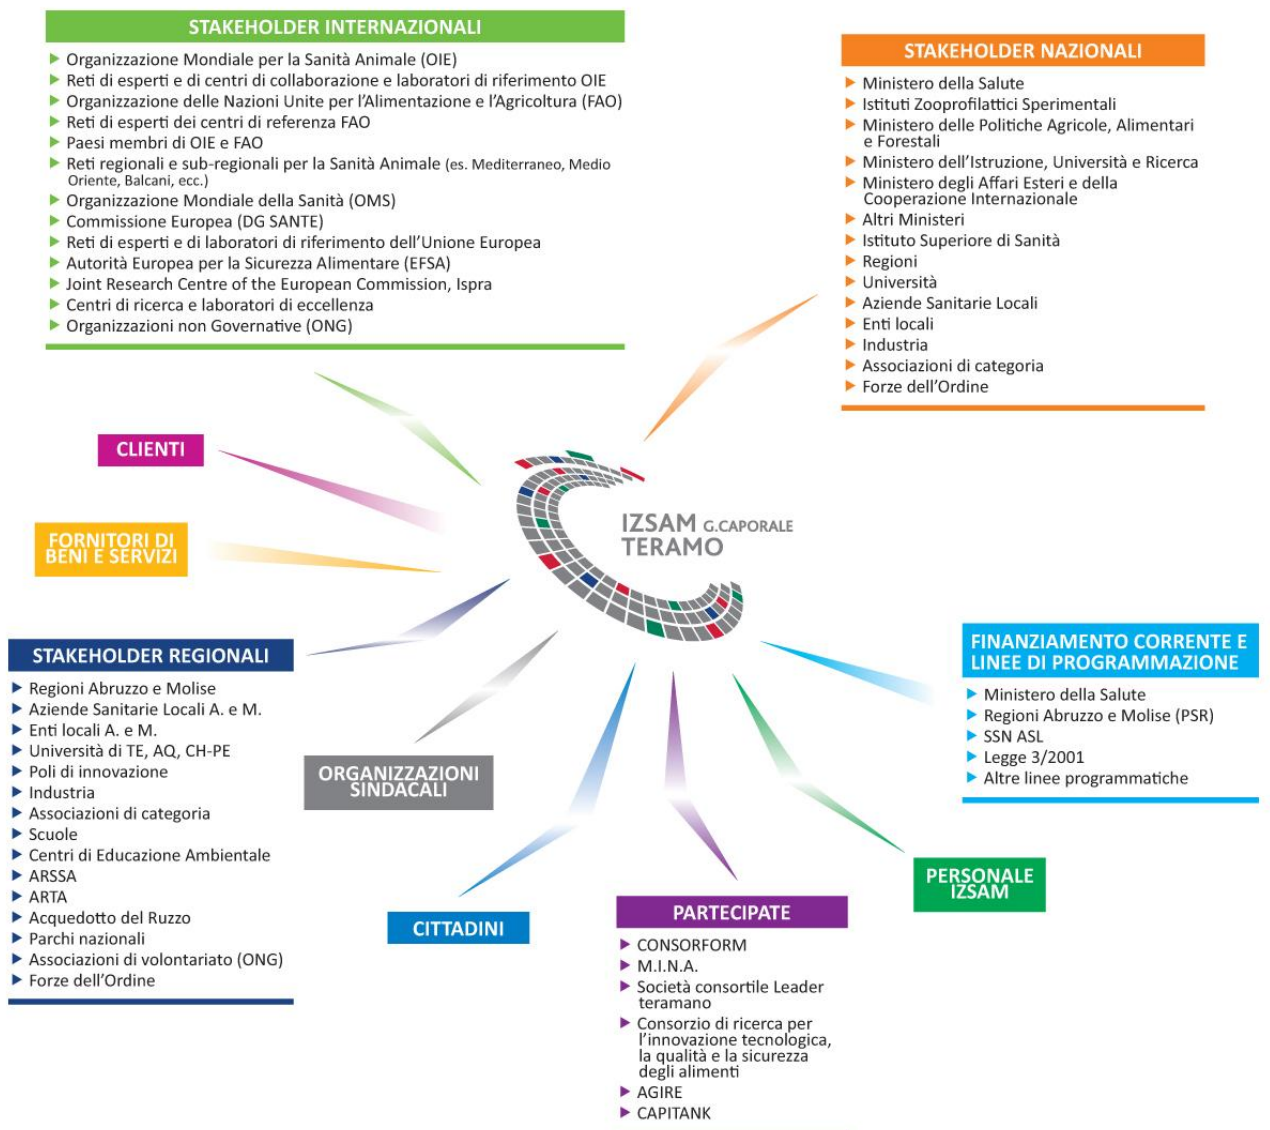 STAKEHOLDER INTERNAZIONALI
Organizzazione Mondiale per la Sanità Animale (OIE)
Reti di esperti e di centri di collaborazione e laboratori di riferimento OIE
Organizzazione delle Nazioni Unite per l'Alimentazione e l'Agricoltura (FAO)
Reti di esperti dei centri di referenza FAO
Paesi membri di OIE e FAO
Reti regionali e sub-regionali per la Sanità Animale (es. Mediterraneo, Medio
Oriente, Balcani, ecc.)
Organizzazione Mondiale della Sanità (OMS)
Commissione Europea (DG SANTE)
Reti di esperti e di laboratori di riferimento dell'Unione Europea
Autorità Europea per la Sicurezza Alimentare (EFSA)
Joint Research Centre of the European Commission, Ispra
Centri di ricerca e laboratori di eccellenza
Organizzazioni non Governative (ONG)
STAKEHOLDER NAZIONALI
Ministero della Salute
Istituti Zooprofilattici Sperimentali
Ministero delle Politiche Agricole, Alimentari
e Forestali
Ministero dell'Istruzione, Università e Ricerca
Ministero degli Affari Esteri e della
Cooperazione Internazionale
Altri Ministeri
Istituto Superiore di Sanità
Regioni
Università
Aziende Sanitarie Locali
Enti locali
Industria
Associazioni di categoria
Forze dell'Ordine
CLIENTI
FORNITORI DI
BENI E SERVIZI
IZSAM G.CAPORALE
TERAMO
STAKEHOLDER REGIONALI
Regioni Abruzzo e Molise
Aziende Sanitarie Locali A. e M.
Enti locali A. e M.
Università di TE, AQ, CH-PE
Poli di innovazione
Industria
Associazioni di categoria
Scuole
Centri di Educazione Ambientale
ARSSA
ARTA
Acquedotto del Ruzzo
Parchi nazionali
Associazioni di volontariato (ONG)
Forze dell'Ordine
ORGANIZZAZIONI
SINDACALI
CITTADINI
PARTECIPATE
CONSORFORM
M.I.N.A.
Società consortile Leader
teramano
Consorzio di ricerca per
l'innovazione tecnologica,
la qualità e la sicurezza
degli alimenti
AGIRE
CAPITANK
PERSONALE
IZSAM
FINANZIAMENTO CORRENTE E
LINEE DI PROGRAMMAZIONE
Ministero della Salute
Regioni Abruzzo e Molise (PSR)
SSN ASL
Legge 3/2001
Altre linee programmatiche